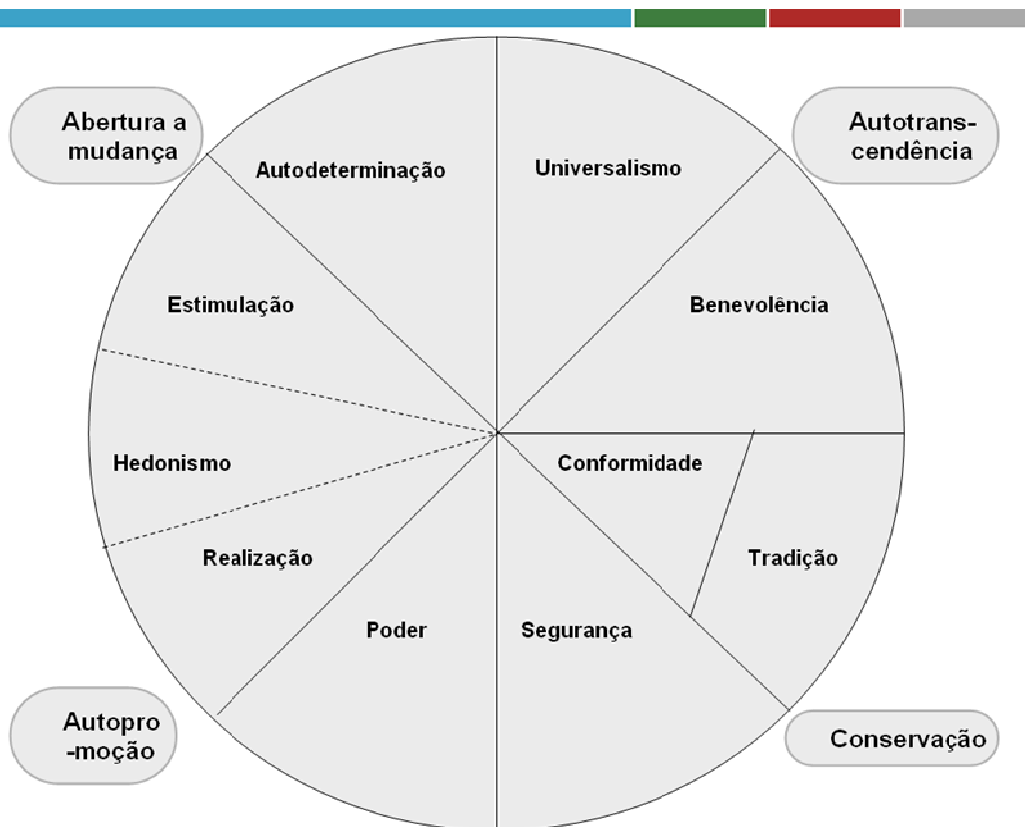 Abertura a
mudança
Autotrans-
cendência
Autodeterminação
Universalismo
Estimulação
Benevolência
Hedonismo
Conformidade
Realização
Tradição
Poder
Segurança
Autopro
-moção
Conservação